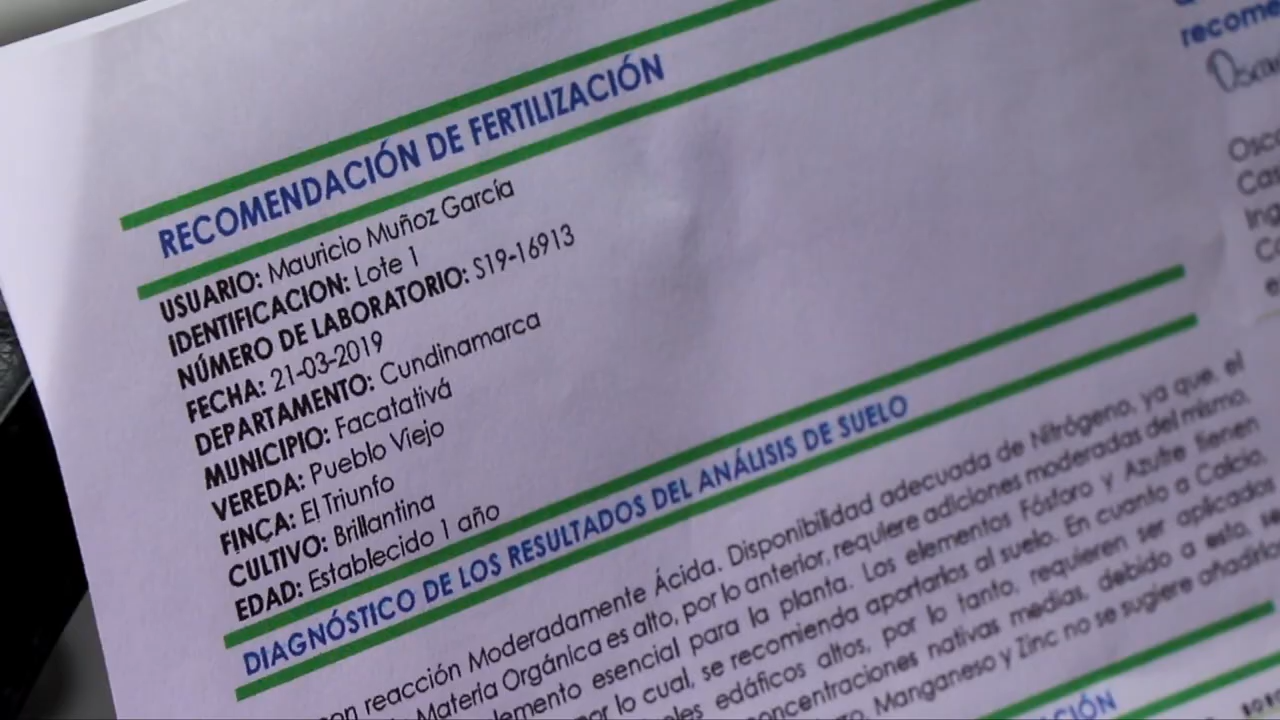 RECOMENDACIÓN DE FERTILIZACIÓN
USUARIO: Mauricio Muñoz García
IDENTIFICACION: Lote 1
NÚMERO DE LABORATORIO: S19-16913
FECHA: 21-03-2019
DEPARTAMENTO: Cundinamarca
MUNICIPIO: Facatativá
VEREDA: Pueblo Viejo
FINCA: El Triunfo
CULTIVO: Brillantina
EDAD: Establecido 1 año
DIAGNÓSTICO DE LOS RESULTADOS DEL ANÁLISIS DE SUELO
reacción Moderadamente Ácida. Disponibilidad adecuada de Nitrógeno, ya que, el
Materia Orgánica es alto, por lo anterior, requiere adiciones moderadas del mismo,
esencial para la planta. Los elementos Fósforo y Azufre tienen
lo cual, se recomienda aportarlos al suelo. En cuanto a Calcio,
edáficos altos, por lo tanto, requieren ser aplicados
concentraciones nativas medias, debido a esto, se
Manganeso y Zinc no se sugiere